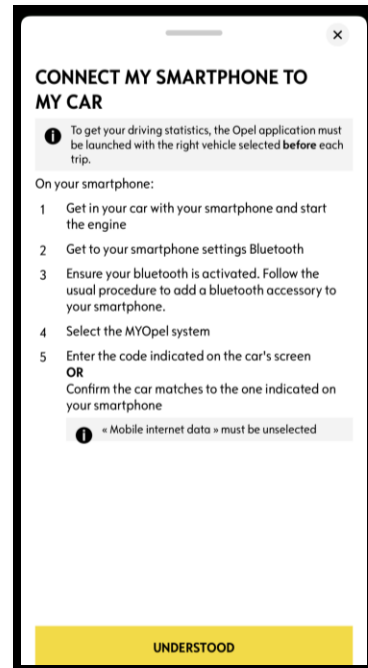 CONNECT MY SMARTPHONE TO
MY CAR
To get your driving statistics, the Opel application must
be launched with the right vehicle selected before each
trip.
On your smartphone:
1 Get in your car with your smartphone and start
the engine
2 Get to your smartphone settings Bluetooth
3 Ensure your bluetooth is activated. Follow the
usual procedure to add a bluetooth accessory to
your smartphone.
4 Select the MYOpel system
5 Enter the code indicated on the car's screen
OR
Confirm the car matches to the one indicated on
your smartphone
« Mobile internet data » must be unselected
UNDERSTOOD